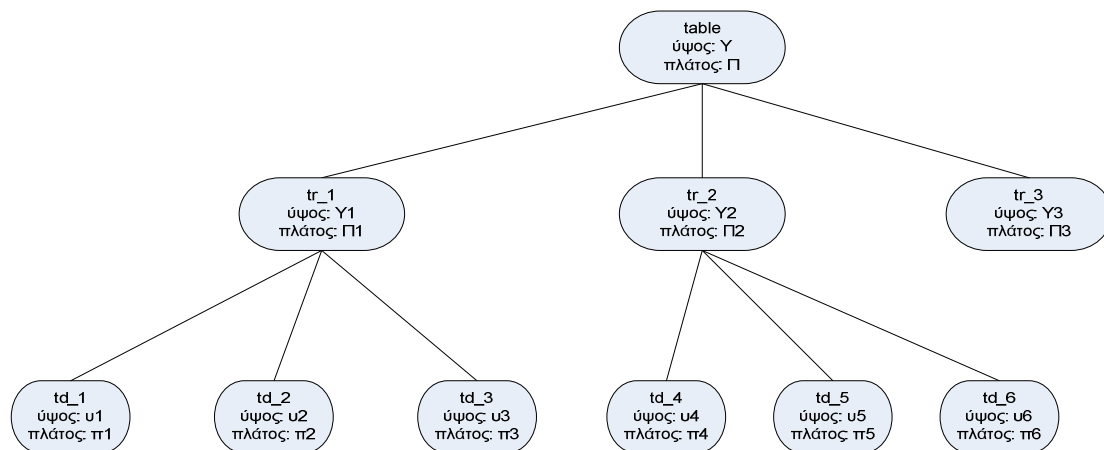 table
ύψος: Υ
πλάτος: Π
tr_1
ύψος: Υ1
πλάτος: Π1
tr_2
ύψος: Υ2
πλάτος: Π2
tr_3
ύψος: Υ3
πλάτος: Π3
td_1
ύψος: υ1
πλάτος: π1
td_2
ύψος: υ2
πλάτος: π2
td_3
ύψος: υ3
πλάτος: π3
td_4
ύψος: υ4
πλάτος: π4
td_5
ύψος: υ5
πλάτος: π5
td_6
ύψος: υ6
πλάτος: π6